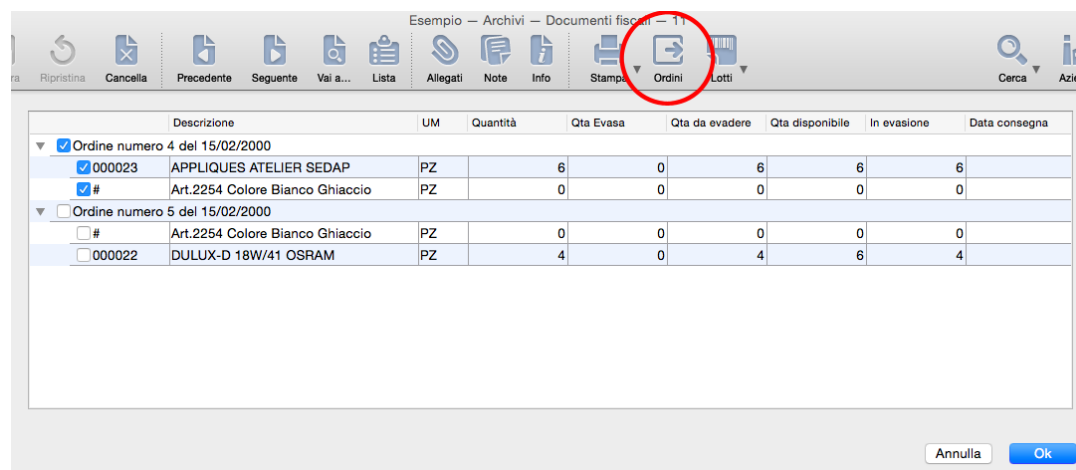 Esempio — Archivi — Documenti fiscali — 11
ra Ripristina Cancella Precedente Seguente Vai a... Lista Allegati Note Info Stampa Ordini Lotti Cerca Azie
Descrizione UM Quantità Qta Evasa Qta da evadere Qta disponibile In evasione Data consegna
Ordine numero 4 del 15/02/2000
000023 APPLIQUES ATELIER SEDAP PZ 6 0 6 6 6
# Art.2254 Colore Bianco Ghiaccio PZ 0 0 0 0 0
Ordine numero 5 del 15/02/2000
# Art.2254 Colore Bianco Ghiaccio PZ 0 0 0 0 0
000022 DULUX-D 18W/41 OSRAM PZ 4 0 4 6 4
Annulla Ok